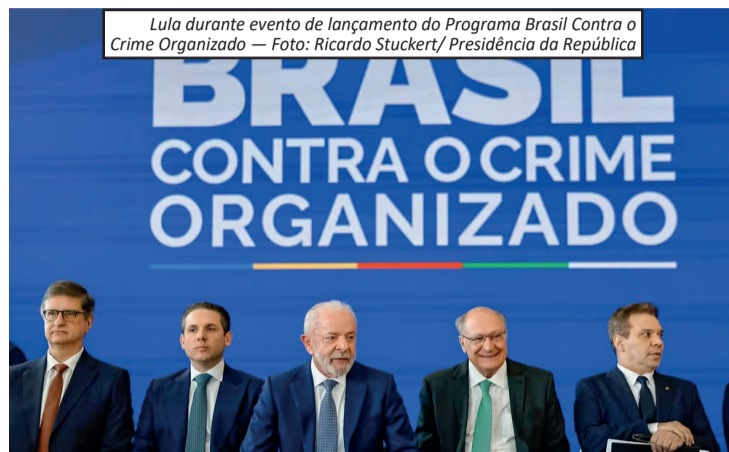 Lula durante evento de lançamento do Programa Brasil Contra o
Crime Organizado — Foto: Ricardo Stuckert/ Presidência da República
BRASIL
CONTRA O CRIME
ORGANIZADO